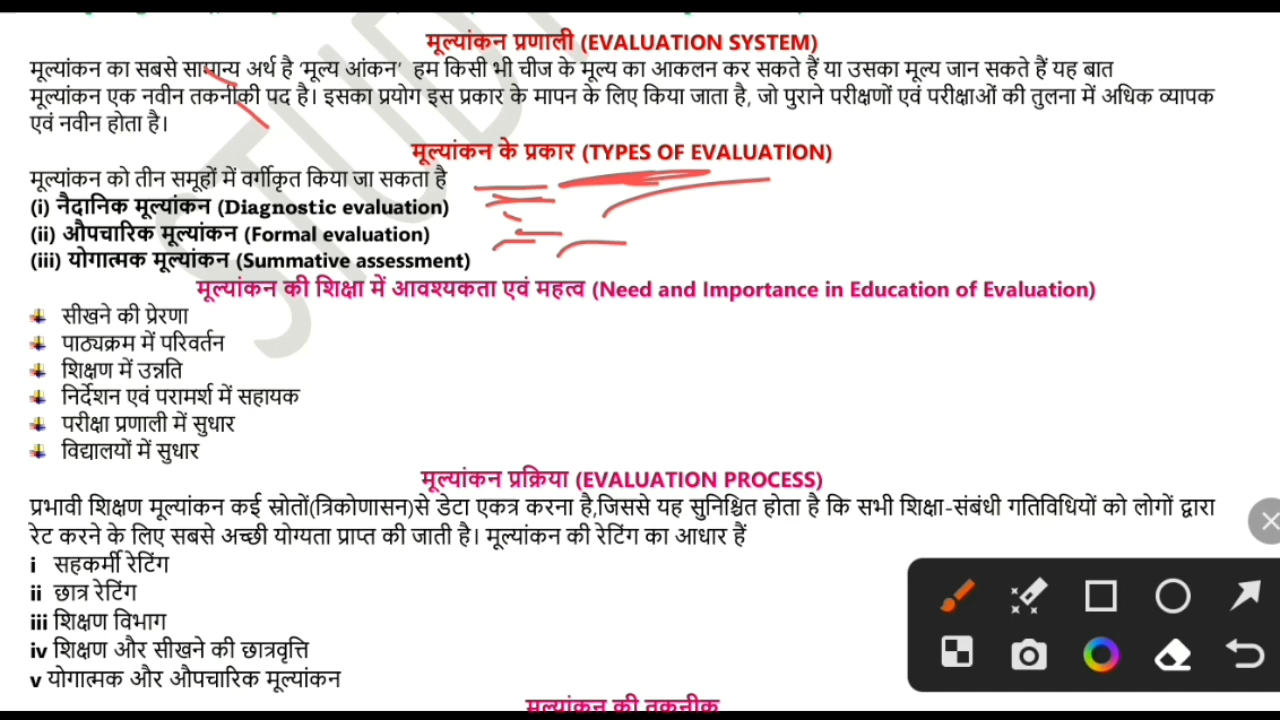 मूल्यांकन प्रणाली (EVALUATION SYSTEM)
मूल्यांकन का सबसे सामान्य अर्थ है ‘मूल्य आंकन’ हम किसी भी चीज के मूल्य का आकलन कर सकते हैं या उसका मूल्य जान सकते हैं यह बात
मूल्यांकन एक नवीन तकनीकी पद है। इसका प्रयोग इस प्रकार के मापन के लिए किया जाता है, जो पुराने परीक्षणों एवं परीक्षाओं की तुलना में अधिक व्यापक
एवं नवीन होता है।
मूल्यांकन के प्रकार (TYPES OF EVALUATION)
मूल्यांकन को तीन समूहों में वर्गीकृत किया जा सकता है
(i) नैदानिक मूल्यांकन (Diagnostic evaluation)
(ii) औपचारिक मूल्यांकन (Formal evaluation)
(iii) योगात्मक मूल्यांकन (Summative assessment)
मूल्यांकन की शिक्षा में आवश्यकता एवं महत्व (Need and Importance in Education of Evaluation)
सीखने की प्रेरणा
पाठ्यक्रम में परिवर्तन
शिक्षण में उन्नति
निर्देशन एवं परामर्श में सहायक
परीक्षा प्रणाली में सुधार
विद्यालयों में सुधार
मूल्यांकन प्रक्रिया (EVALUATION PROCESS)
प्रभावी शिक्षण मूल्यांकन कई स्रोतों(त्रिकोणासन)से डेटा एकत्र करना है,जिससे यह सुनिश्चित होता है कि सभी शिक्षा-संबंधी गतिविधियों को लोगों द्वारा
रेट करने के लिए सबसे अच्छी योग्यता प्राप्त की जाती है। मूल्यांकन की रेटिंग का आधार हैं
i सहकर्मी रेटिंग
ii छात्र रेटिंग
iii शिक्षण विभाग
iv शिक्षण और सीखने की छात्रवृत्ति
v योगात्मक और औपचारिक मूल्यांकन
मूल्यांकन की तकनीक
STUD